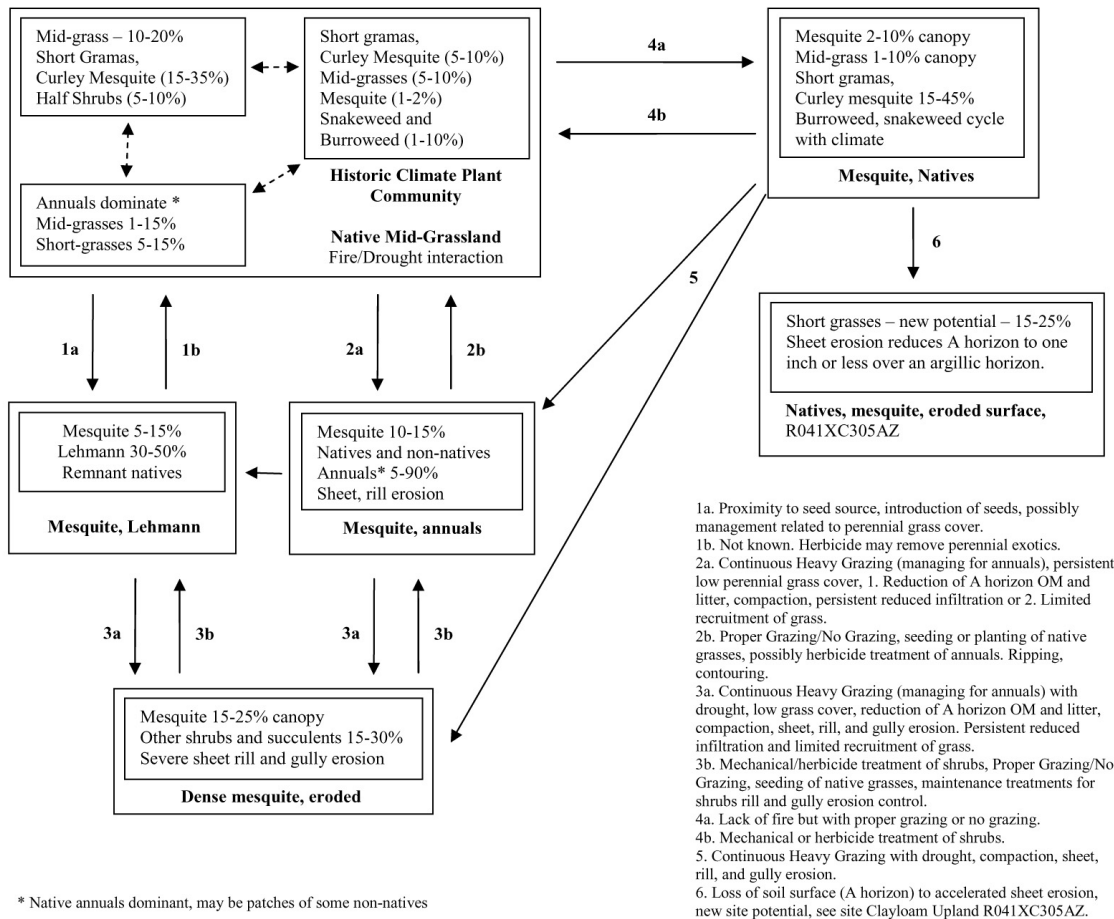 Mid-grass – 10-20%
Short Gramas,
Curley Mesquite (15-35%)
Half Shrubs (5-10%)
Short gramas,
Curley Mesquite (5-10%)
Mid-grasses (5-10%)
Mesquite (1-2%)
Snakeweed and
Burroweed (1-10%)
Annuals dominate *
Mid-grasses 1-15%
Short-grasses 5-15%
Historic Climate Plant
Community
Native Mid-Grassland
Fire/Drought interaction
4a
4b
Mesquite 2-10% canopy
Mid-grass 1-10% canopy
Short gramas,
Curley mesquite 15-45%
Burroweed, snakeweed cycle
with climate
Mesquite, Natives
6
5
Short grasses – new potential – 15-25%
Sheet erosion reduces A horizon to one
inch or less over an argillic horizon.
Natives, mesquite, eroded surface,
R041XC305AZ
1a
1b
2a
2b
Mesquite 5-15%
Lehmann 30-50%
Remnant natives
Mesquite, Lehmann
Mesquite 10-15%
Natives and non-natives
Annuals* 5-90%
Sheet, rill erosion
Mesquite, annuals
3a
3b
3a
3b
Mesquite 15-25% canopy
Other shrubs and succulents 15-30%
Severe sheet rill and gully erosion
Dense mesquite, eroded
1a. Proximity to seed source, introduction of seeds, possibly
management related to perennial grass cover.
1b. Not known. Herbicide may remove perennial exotics.
2a. Continuous Heavy Grazing (managing for annuals), persistent
low perennial grass cover, 1. Reduction of A horizon OM and
litter, compaction, persistent reduced infiltration or 2. Limited
recruitment of grass.
2b. Proper Grazing/No Grazing, seeding or planting of native
grasses, possibly herbicide treatment of annuals. Ripping,
contouring.
3a. Continuous Heavy Grazing (managing for annuals) with
drought, low grass cover, reduction of A horizon OM and litter,
compaction, sheet, rill, and gully erosion. Persistent reduced
infiltration and limited recruitment of grass.
3b. Mechanical/herbicide treatment of shrubs, Proper Grazing/No
Grazing, seeding of native grasses, maintenance treatments for
shrubs rill and gully erosion control.
4a. Lack of fire but with proper grazing or no grazing.
4b. Mechanical or herbicide treatment of shrubs.
5. Continuous Heavy Grazing with drought, compaction, sheet,
rill, and gully erosion.
6. Loss of soil surface (A horizon) to accelerated sheet erosion,
new site potential, see site Clayloam Upland R041XC305AZ.
* Native annuals dominant, may be patches of some non-natives